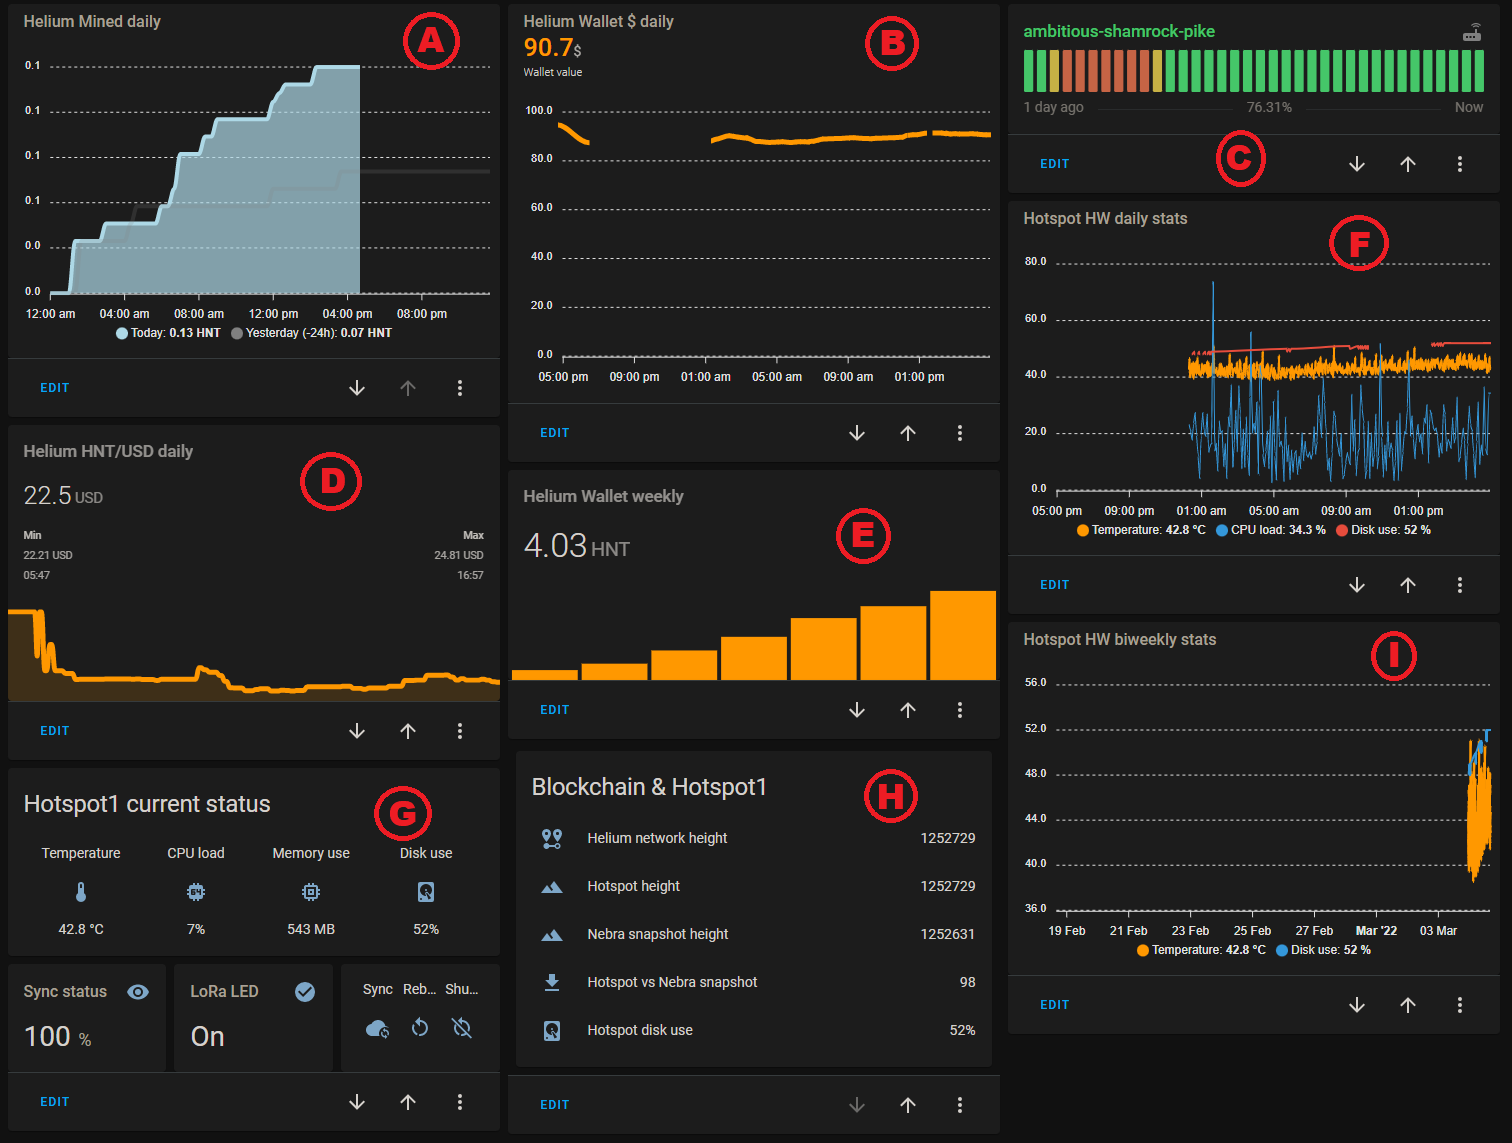 Helium Mined daily
A
0.1
0.1
0.1
0.1
0.0
0.0
12:00 am 04:00 am 08:00 am 12:00 pm 04:00 pm 08:00 pm
Today: 0.13 HNT Yesterday (-24h): 0.07 HNT
EDIT
Helium Wallet $ daily
90.7$
Wallet value
B
100.0
80.0
60.0
40.0
20.0
0.0
05:00 pm 09:00 pm 01:00 am 05:00 am 09:00 am 01:00 pm
EDIT
ambitious-shamrock-pike
1 day ago 76.31% Now
EDIT
C
Helium HNT/USD daily
D
22.5 USD
Min Max
22.21 USD 24.81 USD
05:47 16:57
EDIT
Helium Wallet weekly
4.03 HNT
E
EDIT
Hotspot HW daily stats
F
80.0
60.0
40.0
20.0
0.0
05:00 pm 09:00 pm 01:00 am 05:00 am 09:00 am 01:00 pm
Temperature: 42.8 °C CPU load: 34.3 % Disk use: 52 %
EDIT
Hotspot1 current status
G
Temperature CPU load Memory use Disk use
64
42.8 °C 7% 543 MB 52%
Sync status
100 %
LoRa LED
On
Sync Reb... Shu...
EDIT
Blockchain & Hotspot1
H
Helium network height 1252729
Hotspot height 1252729
Nebra snapshot height 1252631
Hotspot vs Nebra snapshot 98
Hotspot disk use 52%
EDIT
Hotspot HW biweekly stats
I
56.0
52.0
48.0
44.0
40.0
36.0
19 Feb 21 Feb 23 Feb 25 Feb 27 Feb Mar '22 03 Mar
Temperature: 42.8 °C Disk use: 52 %
EDIT